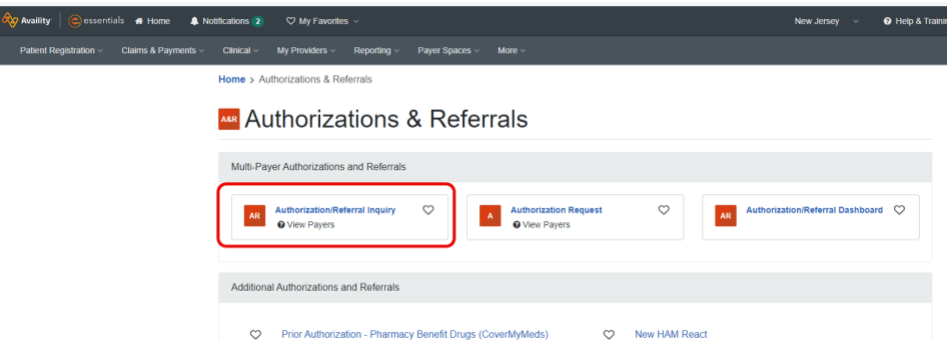 Availity essentials Home Notifications 2 My Favorites New Jersey Help & Trainin
Patient Registration Claims & Payments Clinical My Providers Reporting Payer Spaces More
Home > Authorizations & Referrals
A&R Authorizations & Referrals
Multi-Payer Authorizations and Referrals
AR Authorization/Referral Inquiry A Authorization Request AR Authorization/Referral Dashboard
View Payers View Payers
Additional Authorizations and Referrals
Prior Authorization - Pharmacy Benefit Drugs (CoverMyMeds) New HAM React